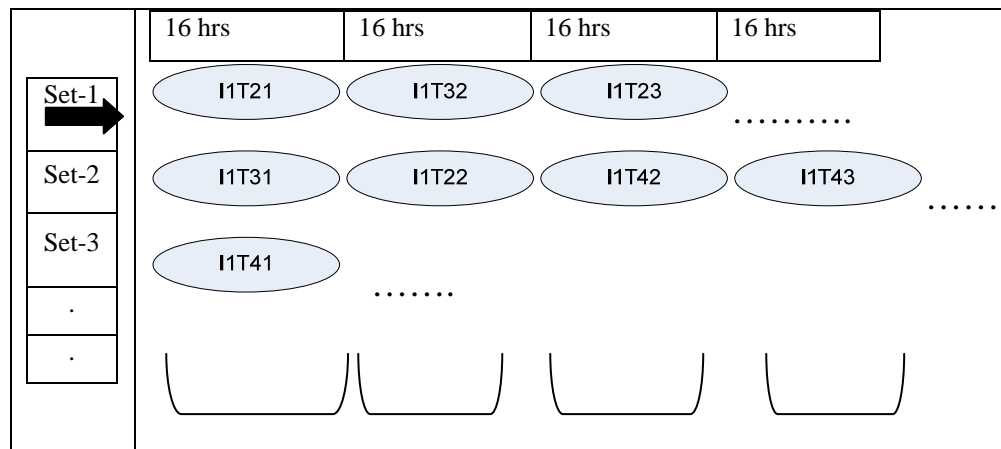 16 hrs 16 hrs 16 hrs 16 hrs
Set-1 I1T21 I1T32 I1T23 ..........
Set-2 I1T31 I1T22 I1T42 I1T43 ......
Set-3 I1T41 .......
.
.